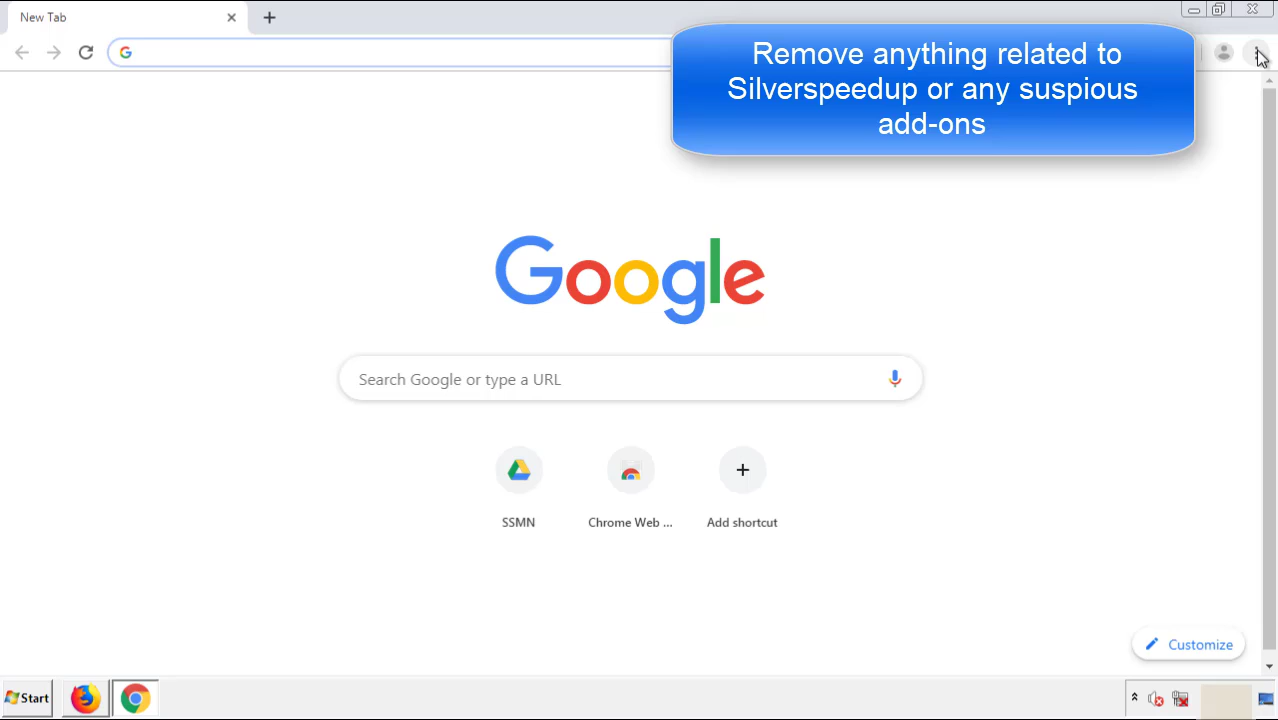 New Tab
Remove anything related to
Silverspeedup or any suspious
add-ons
Google
Search Google or type a URL
SSMN
Chrome Web ...
Add shortcut
Customize
Start